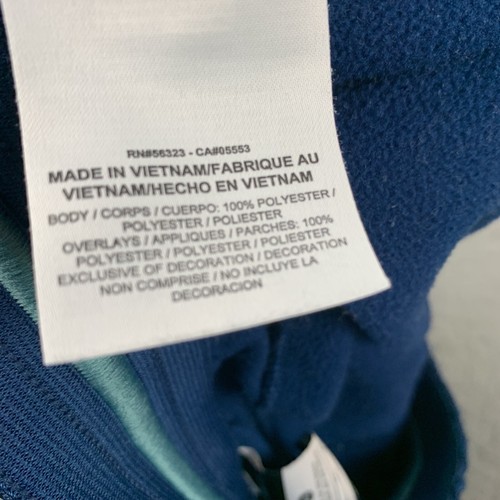 RN#56323 - CA#05553
MADE IN VIETNAM/FABRIQUE AU
VIETNAM/HECHO EN VIETNAM
BODY / CORPS / CUERPO: 100% POLYESTER /
POLYESTER / POLIESTER
OVERLAYS / APPLIQUES / PARCHES: 100%
POLYESTER / POLYESTER / POLIESTER
EXCLUSIVE OF DECORATION / DECORATION
NON COMPRISE / NO INCLUYE LA
DECORACION